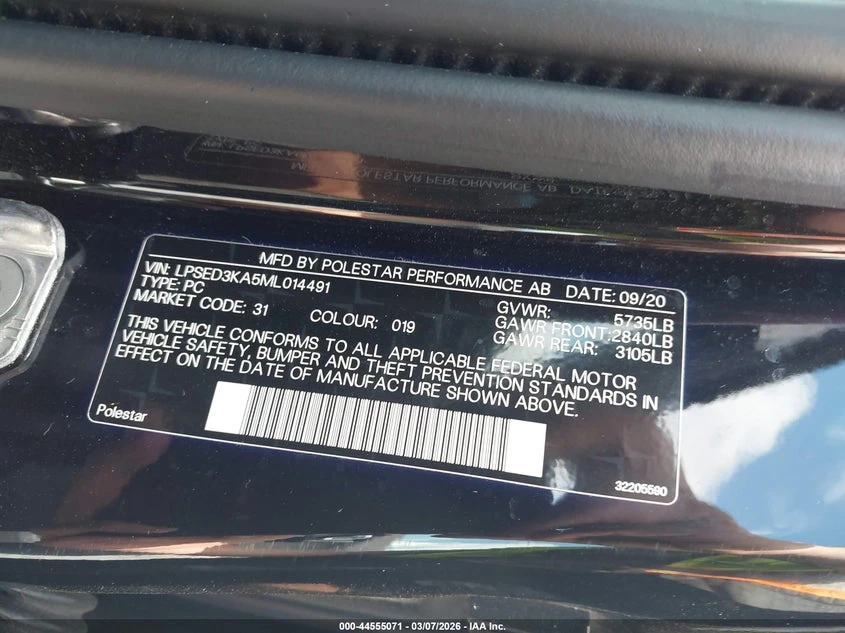 MFD BY POLESTAR PERFORMANCE AB DATE: 09/20
VIN: LPSED3KA5ML014491
TYPE: PC
MARKET CODE: 31 COLOUR: 019
GVWR: 5735LB
GAWR FRONT: 2840LB
GAWR REAR: 3105LB
THIS VEHICLE CONFORMS TO ALL APPLICABLE FEDERAL MOTOR
VEHICLE SAFETY, BUMPER AND THEFT PREVENTION STANDARDS IN
EFFECT ON THE DATE OF MANUFACTURE SHOWN ABOVE.
Polestar
32205590
000-44555071 - 03/07/2026 - IAA Inc.